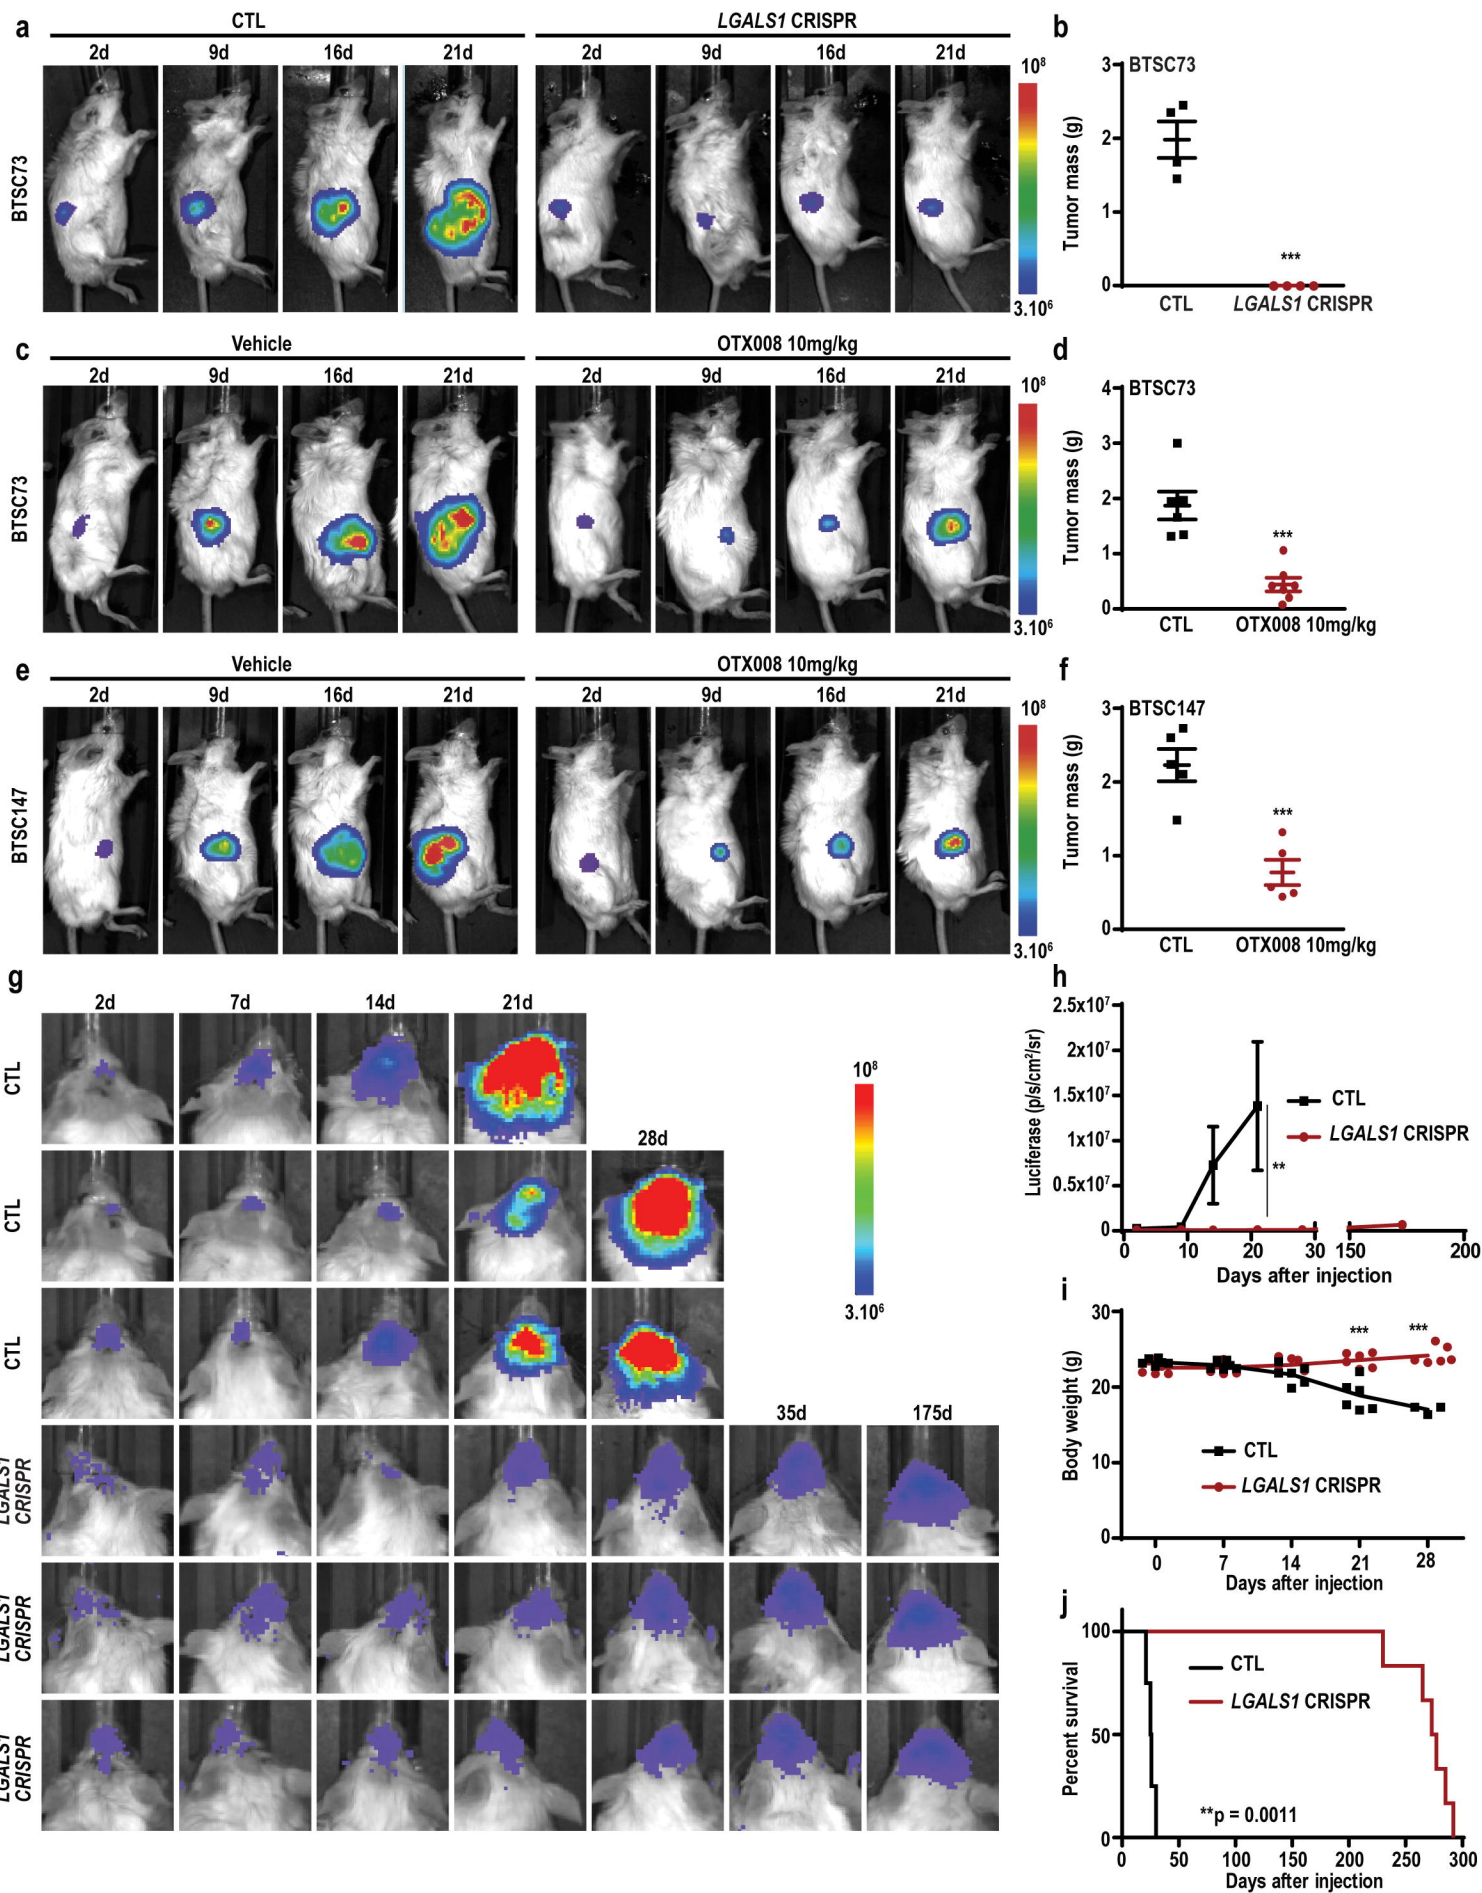 a
CTL
LGALS1 CRISPR
2d 9d 16d 21d 2d 9d 16d 21d
BTSC73
10⁸
3.10⁶
b
BTSC73
Tumor mass (g)
3
2
1
0
***
CTL LGALS1 CRISPR
c
Vehicle
OTX008 10mg/kg
2d 9d 16d 21d 2d 9d 16d 21d
BTSC73
10⁸
3.10⁶
d
BTSC73
Tumor mass (g)
4
3
2
1
0
***
CTL OTX008 10mg/kg
e
Vehicle
OTX008 10mg/kg
2d 9d 16d 21d 2d 9d 16d 21d
BTSC147
10⁸
3.10⁶
f
BTSC147
Tumor mass (g)
3
2
1
0
***
CTL OTX008 10mg/kg
g
2d 7d 14d 21d
CTL
28d
CTL
CTL
35d 175d
LGALS1
CRISPR
LGALS1
CRISPR
LGALS1
CRISPR
10⁸
3.10⁶
h
Luciferase (p/s/cm²/sr)
2.5x10⁷
2x10⁷
1.5x10⁷
1x10⁷
0.5x10⁷
0
CTL
LGALS1 CRISPR
**
0 10 20 30 150 200
Days after injection
i
Body weight (g)
30
20
10
0
*** ***
CTL
LGALS1 CRISPR
0 7 14 21 28
Days after injection
j
Percent survival
100
50
0
CTL
LGALS1 CRISPR
**p = 0.0011
0 50 100 150 200 250 300
Days after injection